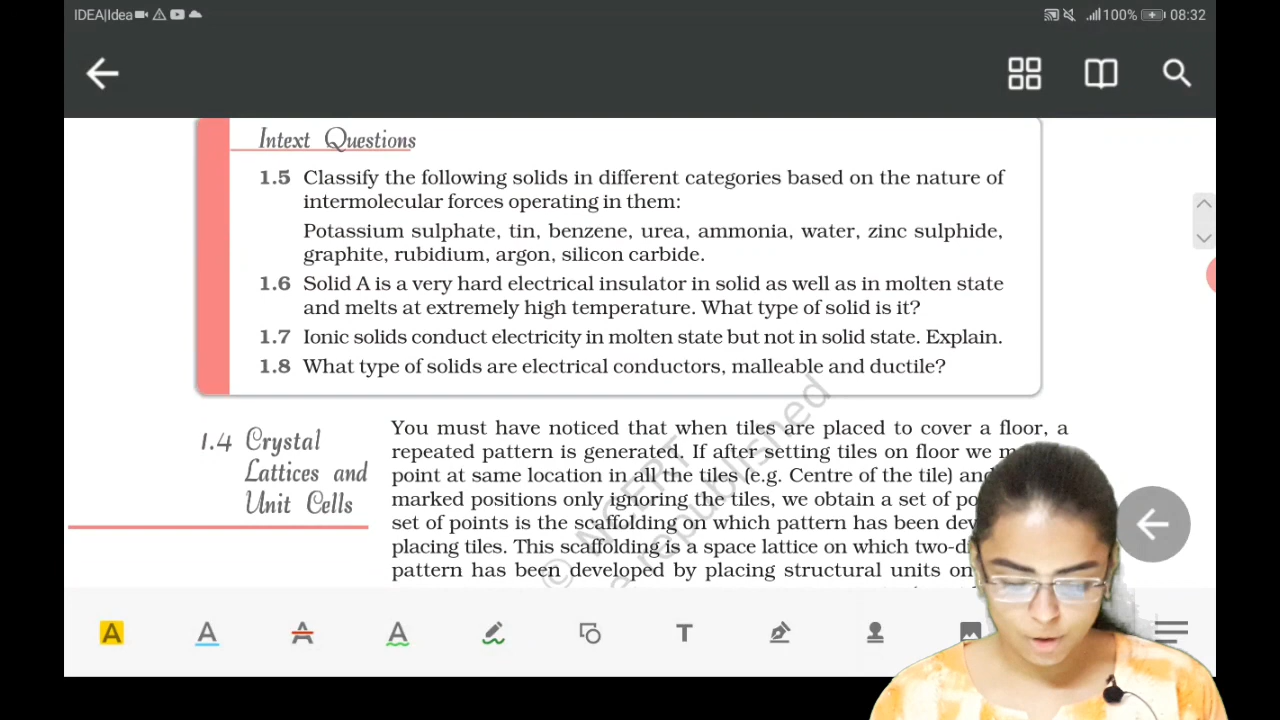 IDEA|Idea
100% 08:32
Intext Questions
1.5 Classify the following solids in different categories based on the nature of
intermolecular forces operating in them:
Potassium sulphate, tin, benzene, urea, ammonia, water, zinc sulphide,
graphite, rubidium, argon, silicon carbide.
1.6 Solid A is a very hard electrical insulator in solid as well as in molten state
and melts at extremely high temperature. What type of solid is it?
1.7 Ionic solids conduct electricity in molten state but not in solid state. Explain.
1.8 What type of solids are electrical conductors, malleable and ductile?
1.4 Crystal
Lattices and
Unit Cells
You must have noticed that when tiles are placed to cover a floor, a
repeated pattern is generated. If after setting tiles on floor we
point at same location in all the tiles (e.g. Centre of the tile) and
marked positions only ignoring the tiles, we obtain a set of
set of points is the scaffolding on which pattern has been
placing tiles. This scaffolding is a space lattice on which
pattern has been developed by placing structural units on
© NCERT
republished
A A A A T